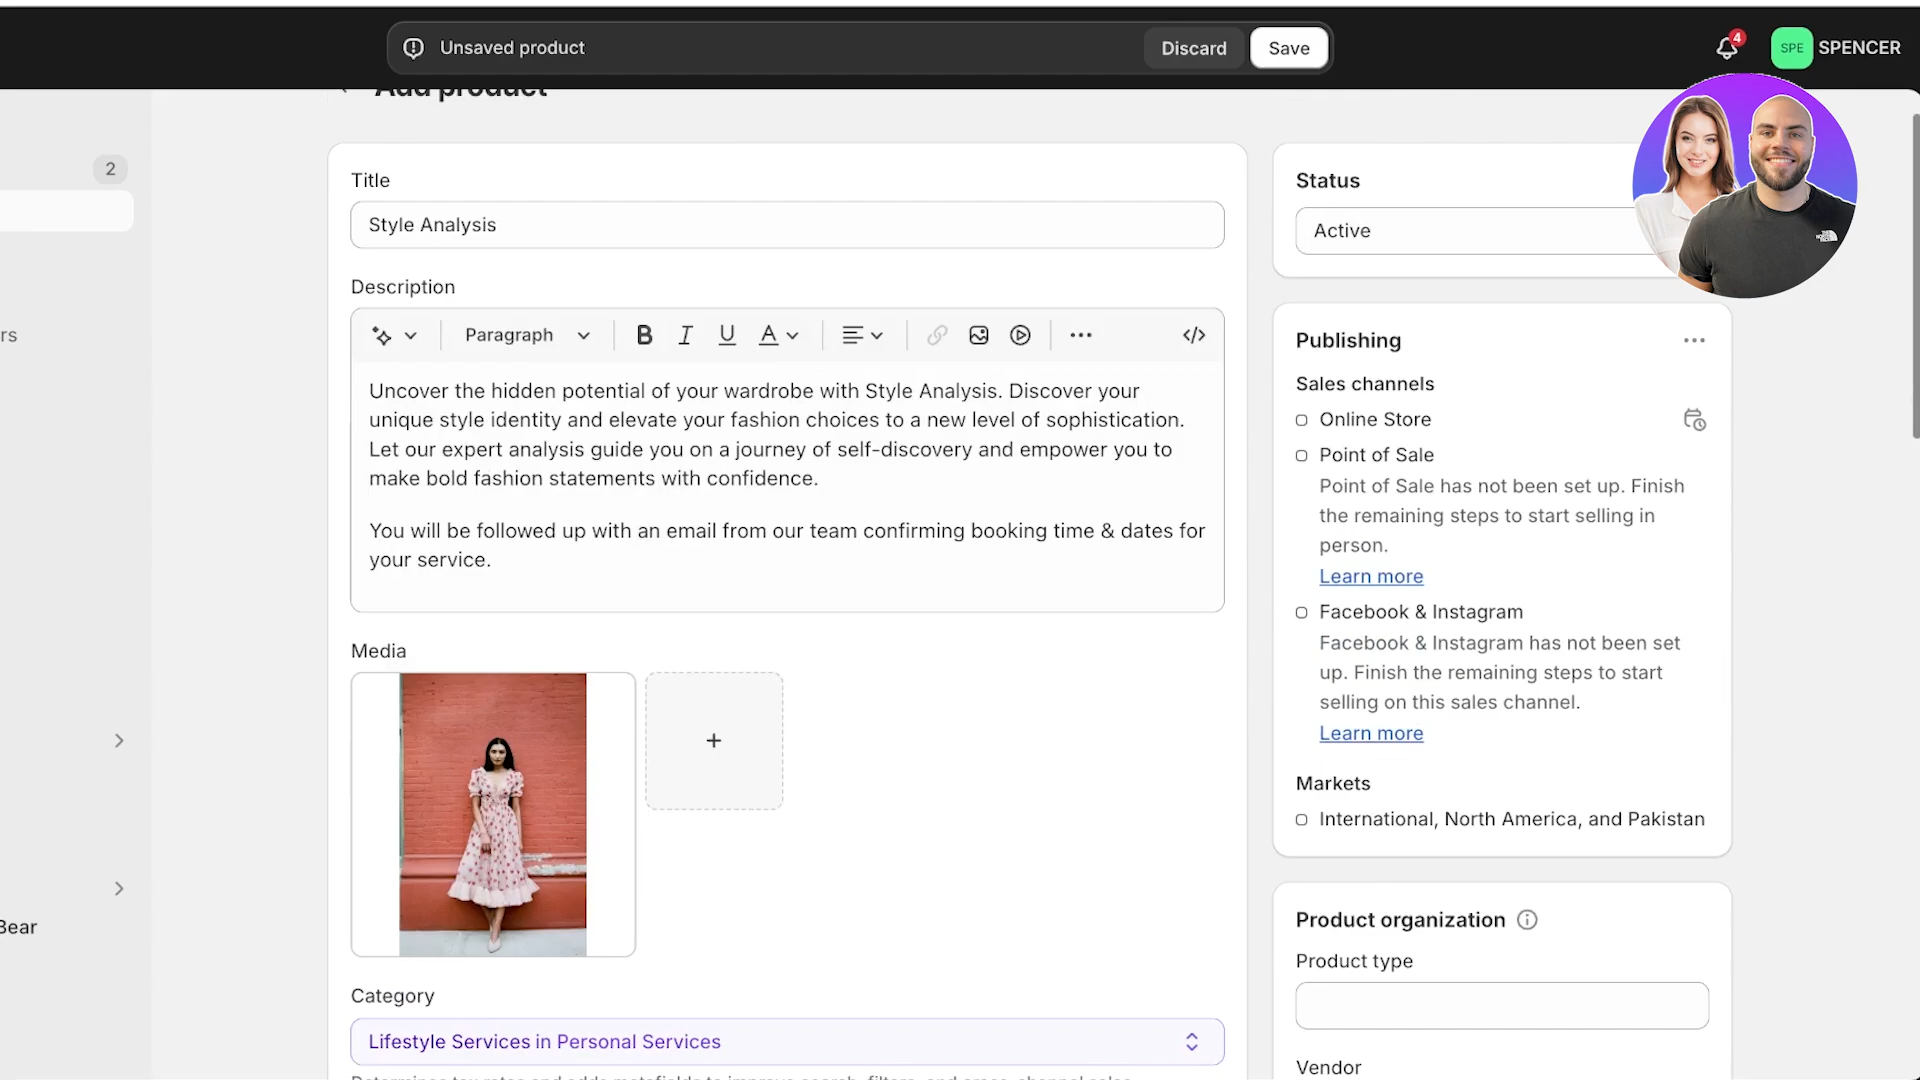 Unsaved product
Discard
Save
4
SPE
SPENCER
Add product
2
Title
Style Analysis
Description
Paragraph
Uncover the hidden potential of your wardrobe with Style Analysis. Discover your
unique style identity and elevate your fashion choices to a new level of sophistication.
Let our expert analysis guide you on a journey of self-discovery and empower you to
make bold fashion statements with confidence.
You will be followed up with an email from our team confirming booking time & dates for
your service.
Media
Category
Lifestyle Services in Personal Services
Status
Active
THE NORTH FACE
Publishing
Sales channels
Online Store
Point of Sale
Point of Sale has not been set up. Finish
the remaining steps to start selling in
person.
Learn more
Facebook & Instagram
Facebook & Instagram has not been set
up. Finish the remaining steps to start
selling on this sales channel.
Learn more
Markets
International, North America, and Pakistan
Product organization
Product type
Vendor
rs
Bear